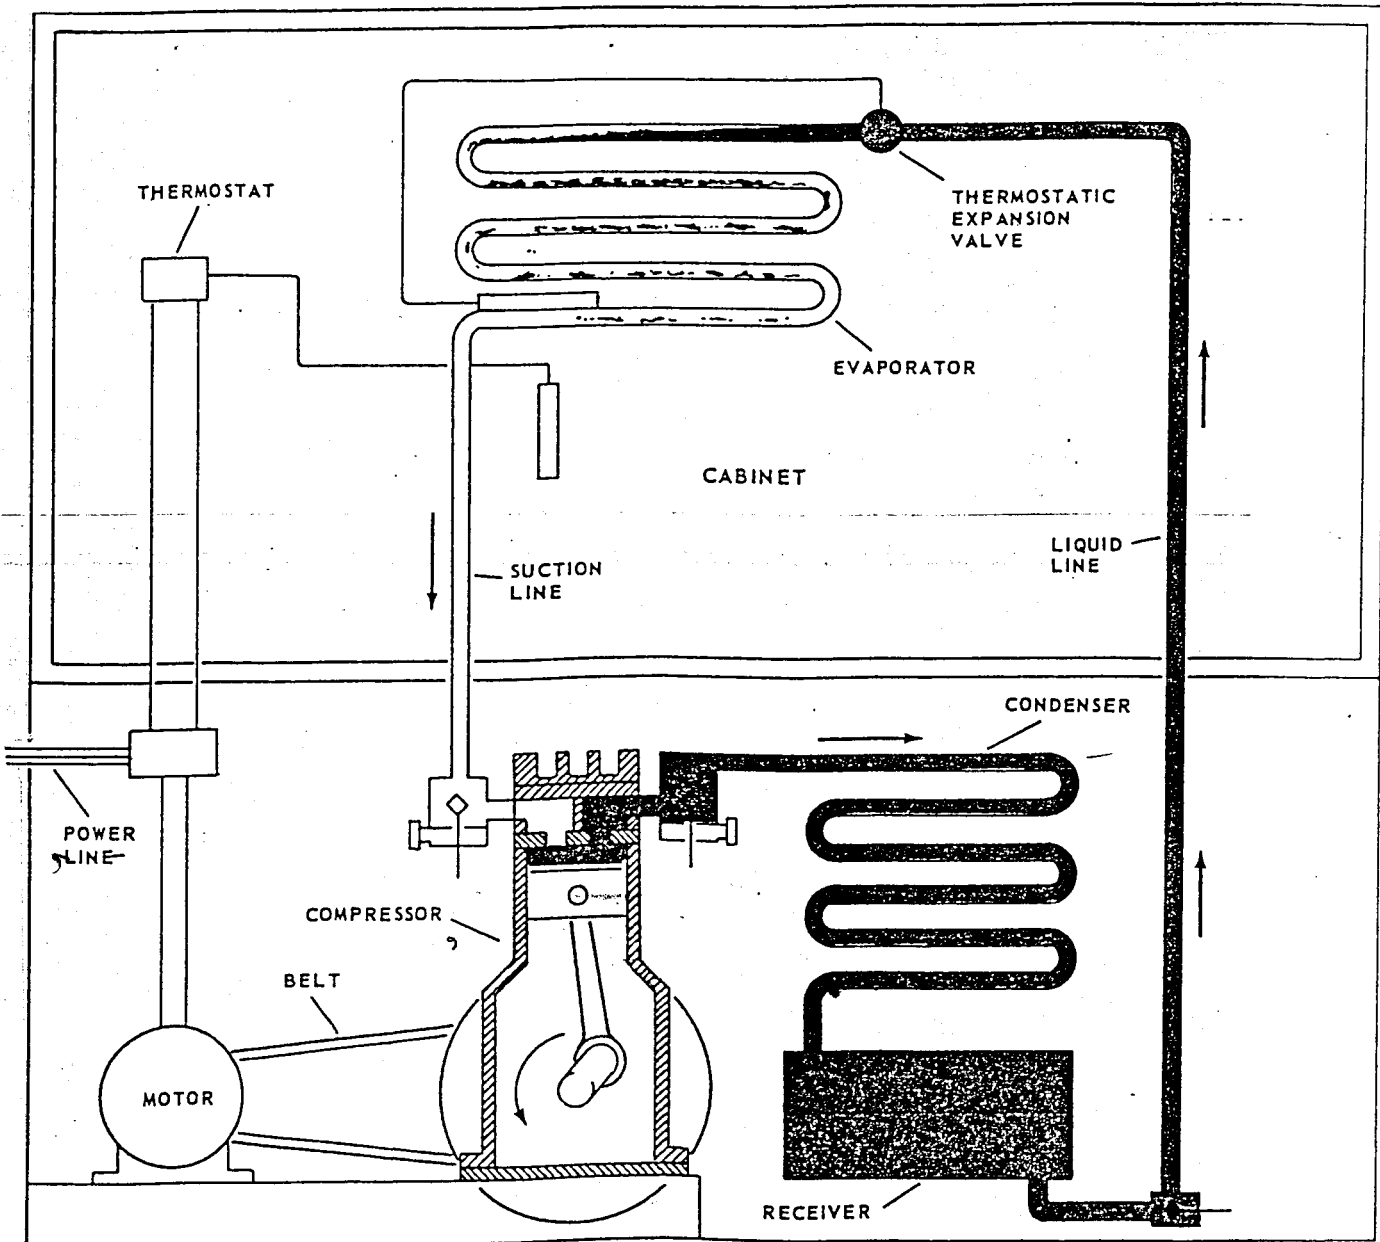 THERMOSTAT
THERMOSTATIC
EXPANSION
VALVE
EVAPORATOR
CABINET
LIQUID
LINE
SUCTION
LINE
CONDENSER
POWER
LINE
COMPRESSOR
BELT
MOTOR
RECEIVER